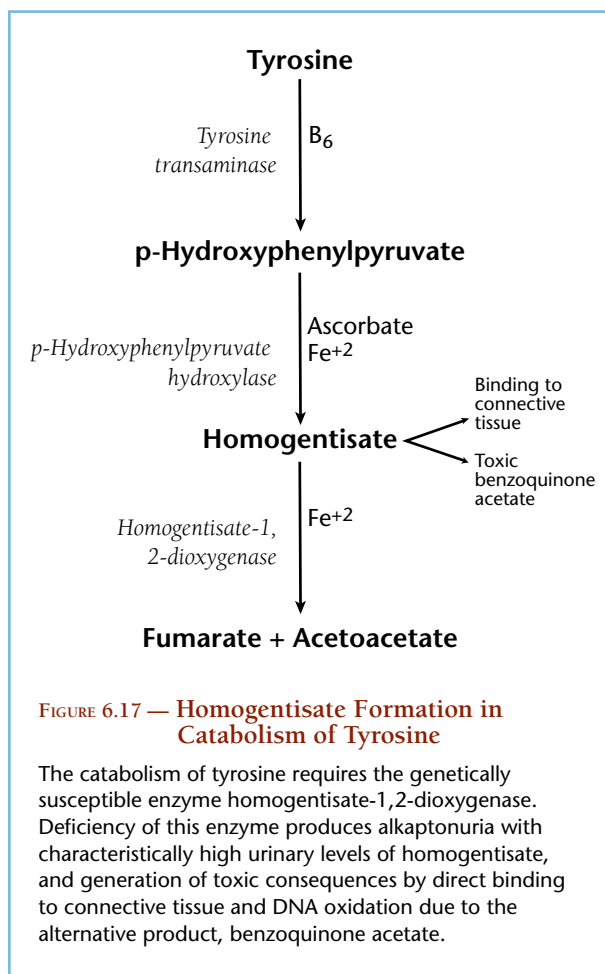 Tyrosine
Tyrosine
transaminase
B6
p-Hydroxyphenylpyruvate
p-Hydroxyphenylpyruvate
hydroxylase
Ascorbate
Fe+2
Homogentisate
Binding to
connective
tissue
Toxic
benzoquinone
acetate
Homogentisate-1,
2-dioxygenase
Fe+2
Fumarate + Acetoacetate
FIGURE 6.17 — Homogentisate Formation in
Catabolism of Tyrosine
The catabolism of tyrosine requires the genetically
susceptible enzyme homogentisate-1,2-dioxygenase.
Deficiency of this enzyme produces alkaptonuria with
characteristically high urinary levels of homogentisate,
and generation of toxic consequences by direct binding
to connective tissue and DNA oxidation due to the
alternative product, benzoquinone acetate.